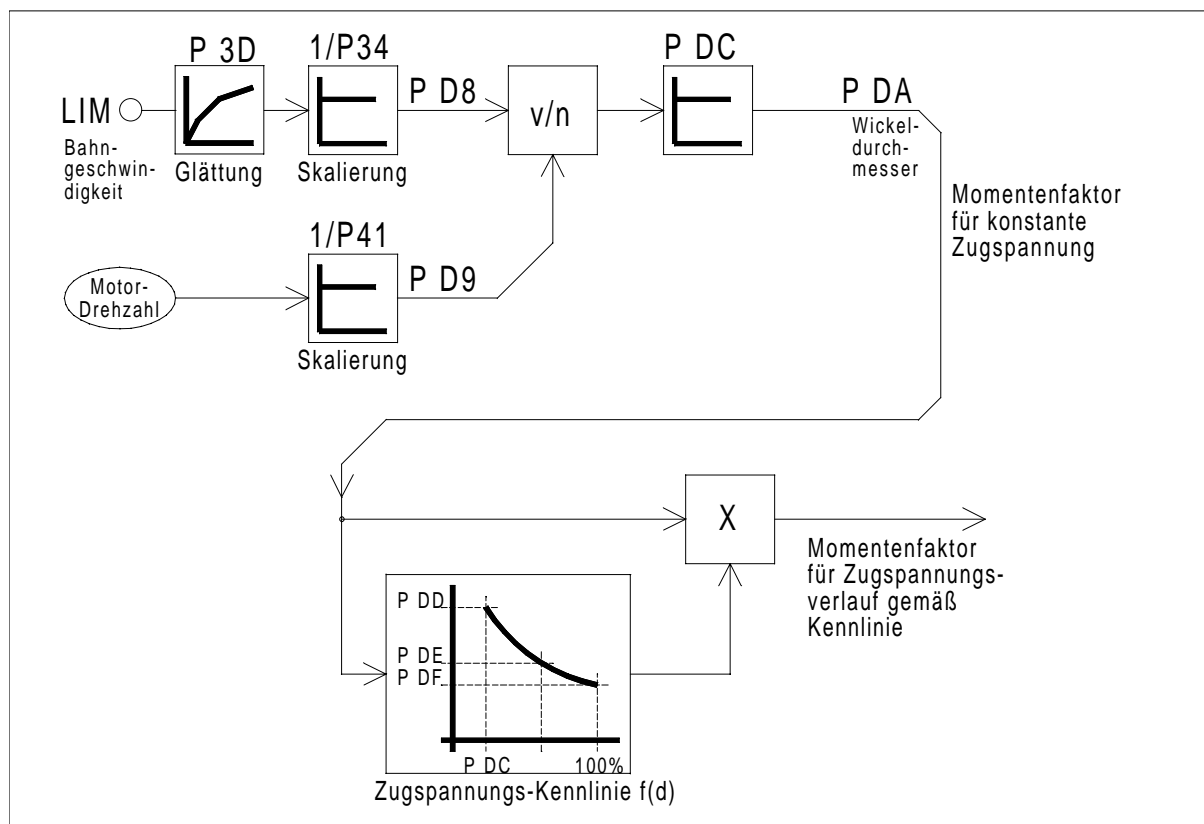 P 3D
1/P34
P DC
LIM
P D8
v/n
P DA
Bahn-
geschwin-
digkeit
Glättung
Skalierung
Wickel-
durch-
messer
Momentenfaktor
für konstante
Zugspannung
1/P41
Motor-
Drehzahl
P D9
Skalierung
X
Momentenfaktor
für Zugspannungs-
verlauf gemäß
Kennlinie
P DD
P DE
P DF
P DC
100%
Zugspannungs-Kennlinie f(d)